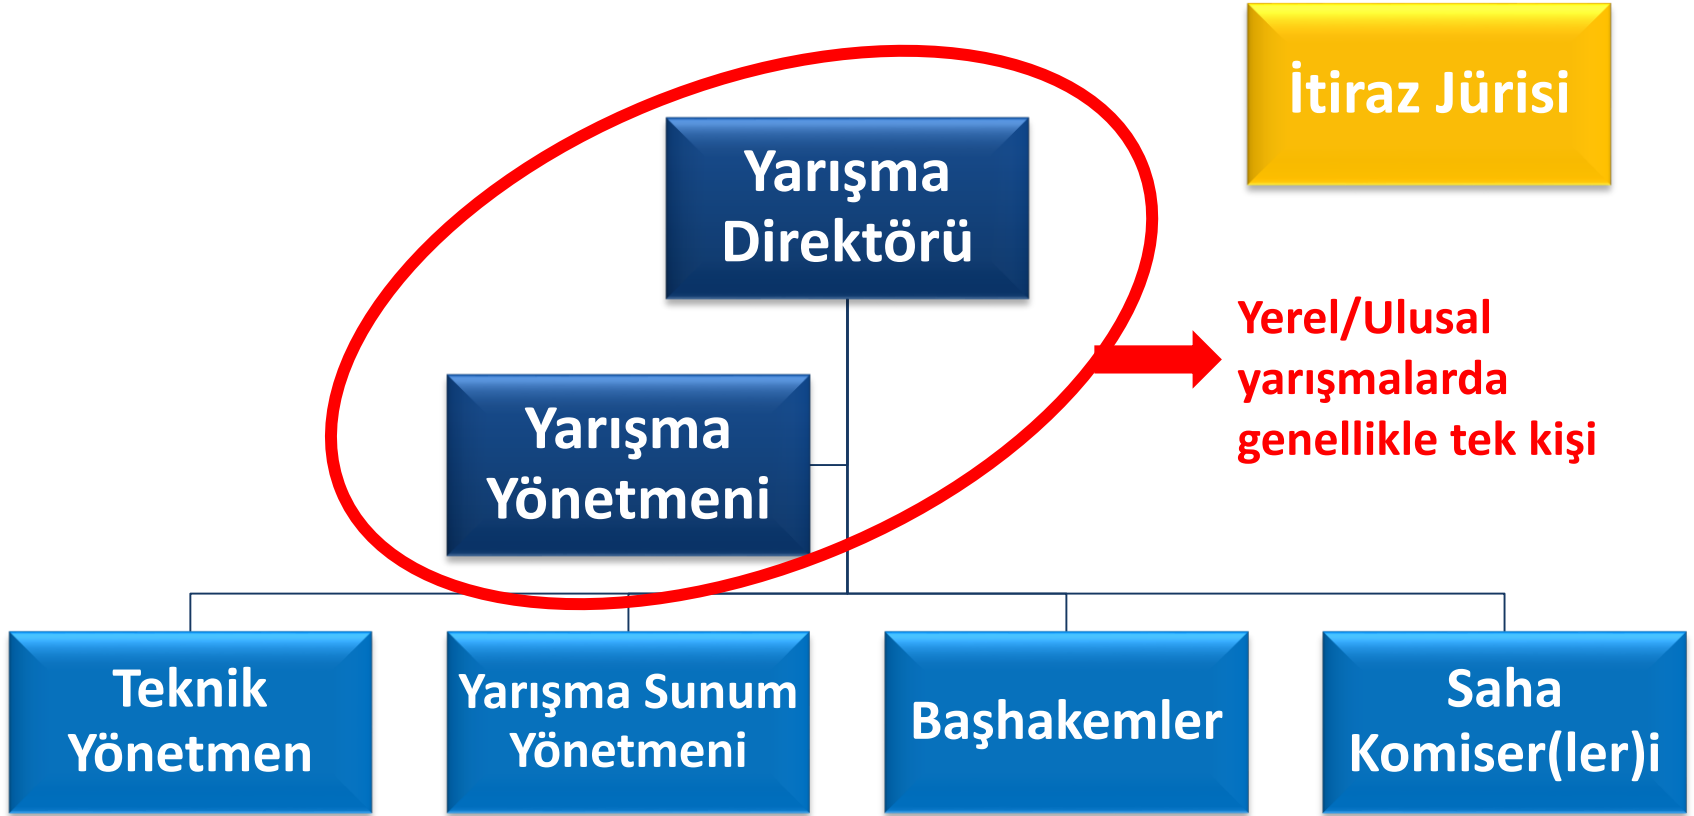 İtiraz Jürisi
Yarışma
Direktörü
Yerel/Ulusal
yarışmalarda
genellikle tek kişi
Yarışma
Yönetmeni
Teknik
Yönetmen
Yarışma Sunum
Yönetmeni
Başhakemler
Saha
Komiser(ler)i